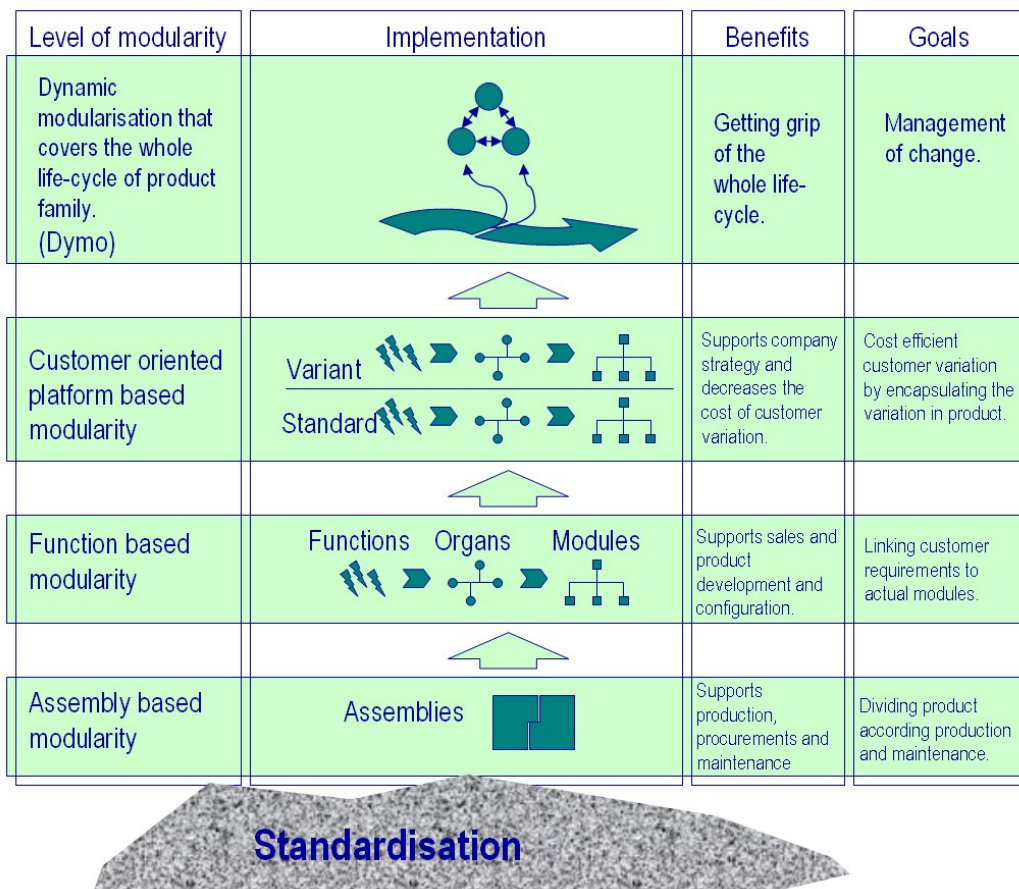 Level of modularity
Implementation
Benefits
Goals
Dynamic
modularisation that
covers the whole
life-cycle of product
family.
(Dymo)
Getting grip
of the
whole life-
cycle.
Management
of change.
Customer oriented
platform based
modularity
Variant
Standard
Supports company
strategy and
decreases the
cost of customer
variation.
Cost efficient
customer variation
by encapsulating the
variation in product.
Function based
modularity
Functions Organs Modules
Supports sales and
product
development and
configuration.
Linking customer
requirements to
actual modules.
Assembly based
modularity
Assemblies
Supports
production,
procurements and
maintenance
Dividing product
according production
and maintenance.
Standardisation